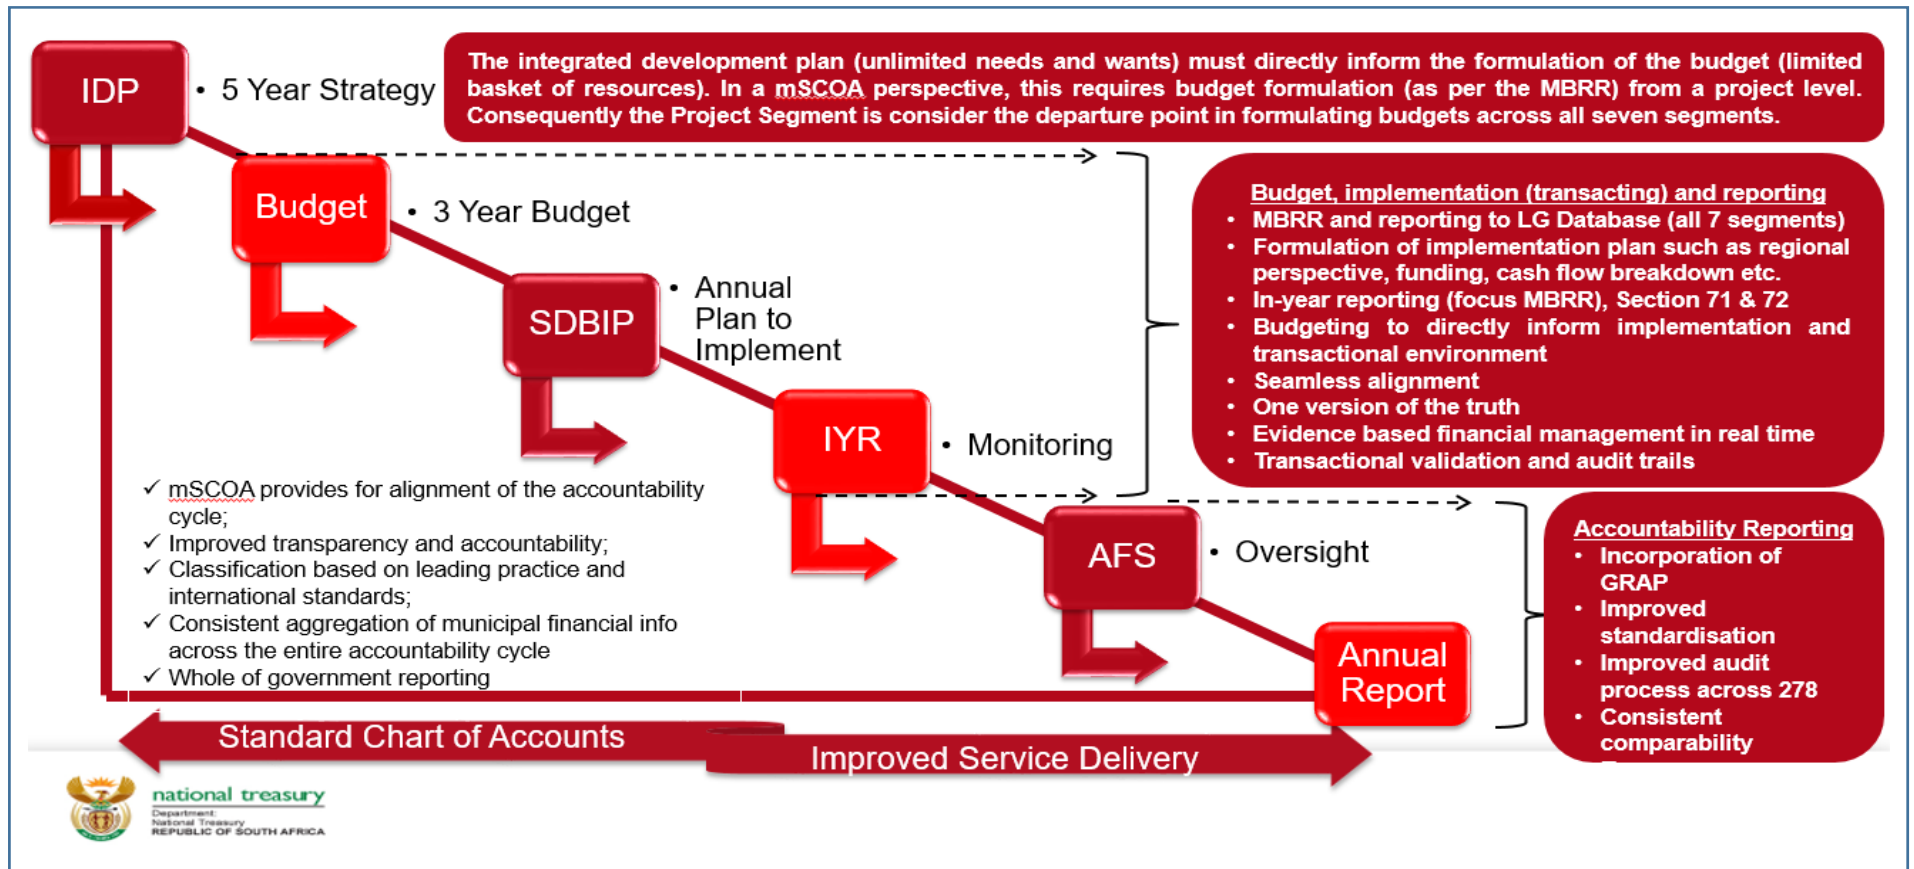 IDP
• 5 Year Strategy
The integrated development plan (unlimited needs and wants) must directly inform the formulation of the budget (limited
basket of resources). In a mSCOA perspective, this requires budget formulation (as per the MBRR) from a project level.
Consequently the Project Segment is consider the departure point in formulating budgets across all seven segments.
Budget
• 3 Year Budget
SDBIP
• Annual
Plan to
Implement
IYR
• Monitoring
AFS
• Oversight
Annual
Report
Budget, implementation (transacting) and reporting
• MBRR and reporting to LG Database (all 7 segments)
• Formulation of implementation plan such as regional
perspective, funding, cash flow breakdown etc.
• In-year reporting (focus MBRR), Section 71 & 72
• Budgeting to directly inform implementation and
transactional environment
• Seamless alignment
• One version of the truth
• Evidence based financial management in real time
• Transactional validation and audit trails
Accountability Reporting
• Incorporation of
GRAP
• Improved
standardisation
• Improved audit
process across 278
• Consistent
comparability
✓ mSCOA provides for alignment of the accountability
cycle;
✓ Improved transparency and accountability;
✓ Classification based on leading practice and
international standards;
✓ Consistent aggregation of municipal financial info
across the entire accountability cycle
✓ Whole of government reporting
Standard Chart of Accounts
Improved Service Delivery
national treasury
Department:
National Treasury
REPUBLIC OF SOUTH AFRICA